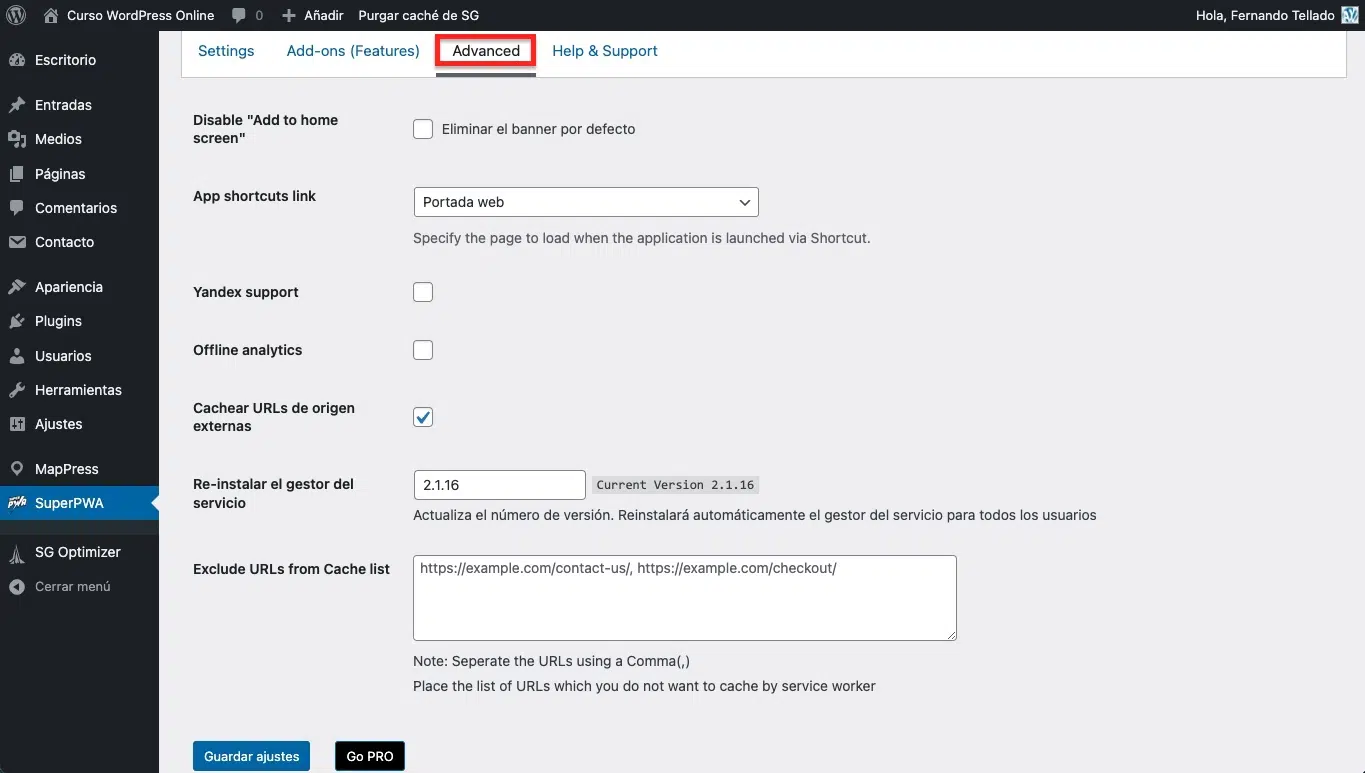 Curso WordPress Online 0 Añadir Purgar caché de SG Hola, Fernando Tellado
Escritorio
Entradas
Medios
Páginas
Comentarios
Contacto
Apariencia
Plugins
Usuarios
Herramientas
Ajustes
MapPress
SuperPWA
SG Optimizer
Cerrar menú
Settings Add-ons (Features) Advanced Help & Support
Disable "Add to home
screen"
Eliminar el banner por defecto
App shortcuts link
Portada web
Specify the page to load when the application is launched via Shortcut.
Yandex support
Offline analytics
Cachear URLs de origen
externas
Re-instalar el gestor del
servicio
2.1.16 Current Version 2.1.16
Actualiza el número de versión. Reinstalará automáticamente el gestor del servicio para todos los usuarios
Exclude URLs from Cache list
https://example.com/contact-us/, https://example.com/checkout/
Note: Seperate the URLs using a Comma(,)
Place the list of URLs which you do not want to cache by service worker
Guardar ajustes Go PRO